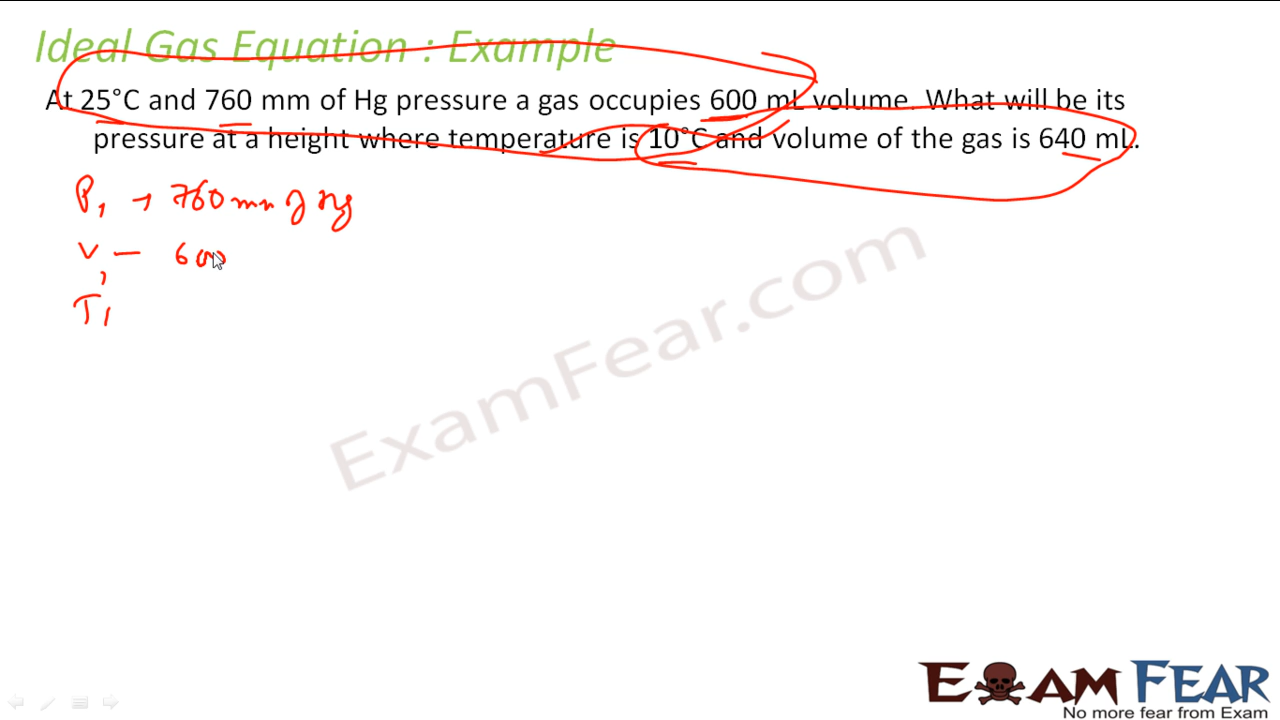 Ideal Gas Equation : Example
At 25°C and 760 mm of Hg pressure a gas occupies 600 mL volume. What will be its
pressure at a height where temperature is 10°C and volume of the gas is 640 mL.
P1 → 760 mm of Hg
V1 — 600
T1
ExamFear.com
EXAM FEAR
No more fear from Exam